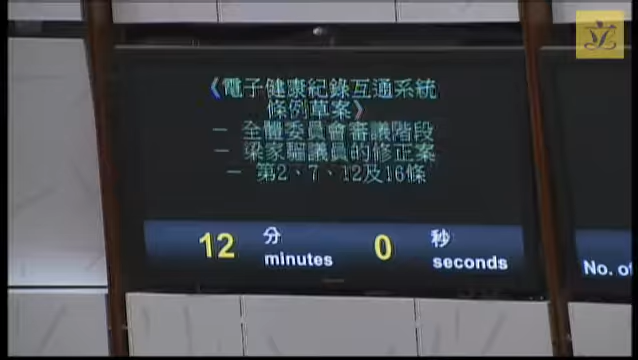 《電子健康紀錄互通系統
條例草案》
— 全體委員會審議階段
— 梁家騮議員的修正案
— 第2、7、12及16條
12 分 minutes 0 秒 seconds
No. of